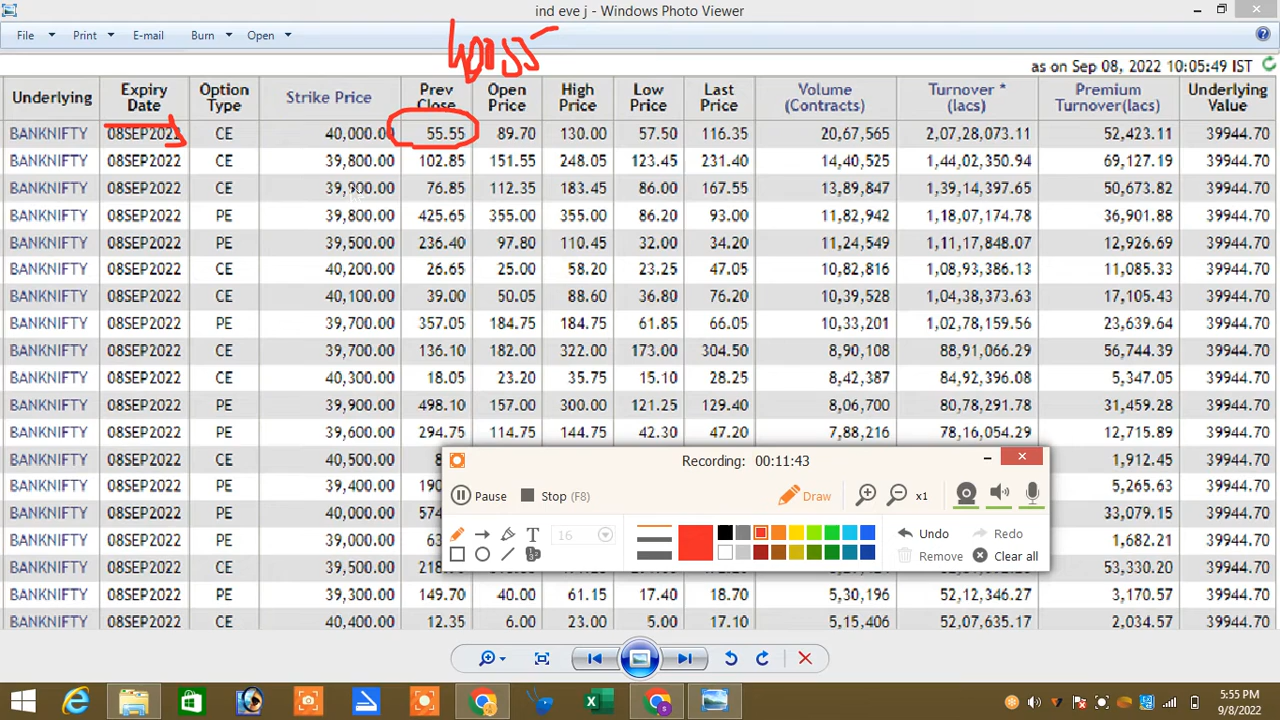 ind eve j - Windows Photo Viewer
File Print E-mail Burn Open
as on Sep 08, 2022 10:05:49 IST
Underlying Expiry Date Option Type Strike Price Prev Close Open Price High Price Low Price Last Price Volume (Contracts) Turnover * (lacs) Premium Turnover(lacs) Underlying Value
BANKNIFTY 08SEP2022 CE 40,000.00 55.55 89.70 130.00 57.50 116.35 20,67,565 2,07,28,073.11 52,423.11 39944.70
BANKNIFTY 08SEP2022 CE 39,800.00 102.85 151.55 248.05 123.45 231.40 14,40,525 1,44,02,350.94 69,127.19 39944.70
BANKNIFTY 08SEP2022 CE 39,900.00 76.85 112.35 183.45 86.00 167.55 13,89,847 1,39,14,397.65 50,673.82 39944.70
BANKNIFTY 08SEP2022 PE 39,800.00 425.65 355.00 355.00 86.20 93.00 11,82,942 1,18,07,174.78 36,901.88 39944.70
BANKNIFTY 08SEP2022 PE 39,500.00 236.40 97.80 110.45 32.00 34.20 11,24,549 1,11,17,848.07 12,926.69 39944.70
BANKNIFTY 08SEP2022 CE 40,200.00 26.65 25.00 58.20 23.25 47.05 10,82,816 1,08,93,386.13 11,085.33 39944.70
BANKNIFTY 08SEP2022 CE 40,100.00 39.00 50.05 88.60 36.80 76.20 10,39,528 1,04,38,373.63 17,105.43 39944.70
BANKNIFTY 08SEP2022 PE 39,700.00 357.05 184.75 184.75 61.85 66.05 10,33,201 1,02,78,159.56 23,639.64 39944.70
BANKNIFTY 08SEP2022 CE 39,700.00 136.10 182.00 322.00 173.00 304.50 8,90,108 88,91,066.29 56,744.39 39944.70
BANKNIFTY 08SEP2022 CE 40,300.00 18.05 23.20 35.75 15.10 28.25 8,42,387 84,92,396.08 5,347.05 39944.70
BANKNIFTY 08SEP2022 PE 39,900.00 498.10 157.00 300.00 121.25 129.40 8,06,700 80,78,291.78 31,459.28 39944.70
BANKNIFTY 08SEP2022 PE 39,600.00 294.75 114.75 144.75 42.30 47.20 7,88,216 78,16,054.29 12,715.89 39944.70
BANKNIFTY 08SEP2022 CE 40,500.00 1,912.45 39944.70
BANKNIFTY 08SEP2022 PE 39,400.00 5,265.63 39944.70
BANKNIFTY 08SEP2022 PE 40,000.00 33,079.15 39944.70
BANKNIFTY 08SEP2022 PE 39,000.00 1,682.21 39944.70
BANKNIFTY 08SEP2022 CE 39,500.00 53,330.20 39944.70
BANKNIFTY 08SEP2022 PE 39,300.00 149.70 40.00 61.15 17.40 18.70 5,30,196 52,12,346.27 3,170.57 39944.70
BANKNIFTY 08SEP2022 CE 40,400.00 12.35 6.00 23.00 5.00 17.10 5,15,406 52,07,635.17 2,034.57 39944.70
Recording: 00:11:43
Pause Stop (F8) Draw x1
T 16 Undo Redo
Remove Clear all
5:55 PM
9/8/2022